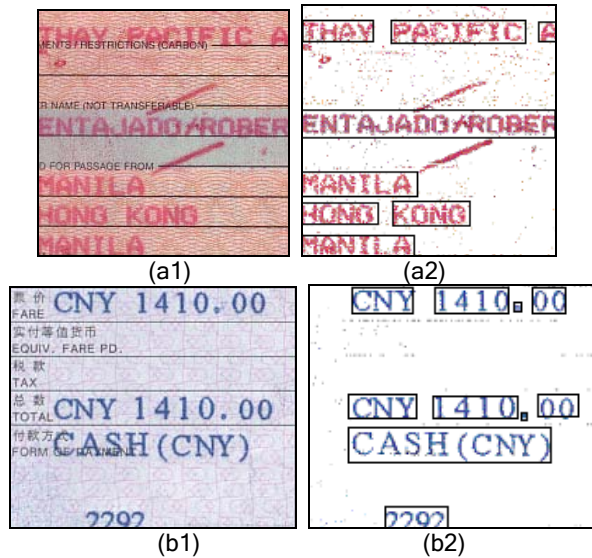 THAY PACIFIC A
MENTS / RESTRICTIONS (CARBON)
R NAME (NOT TRANSFERABLE)
ENTAJADO/ROBER
D FOR PASSAGE FROM
MANILA
HONG KONG
MANILA
(a1)
THAY PACIFIC A
ENTAJADO/ROBER
MANILA
HONG KONG
MANILA
(a2)
票 价
FARE CNY 1410.00
实付等值货币
EQUIV. FARE PD.
税 款
TAX
总 数
TOTAL CNY 1410.00
付款方式
FORM OF PAYMENT CASH (CNY)
2292
(b1)
CNY 1410.00
CNY 1410.00
CASH (CNY)
2292
(b2)